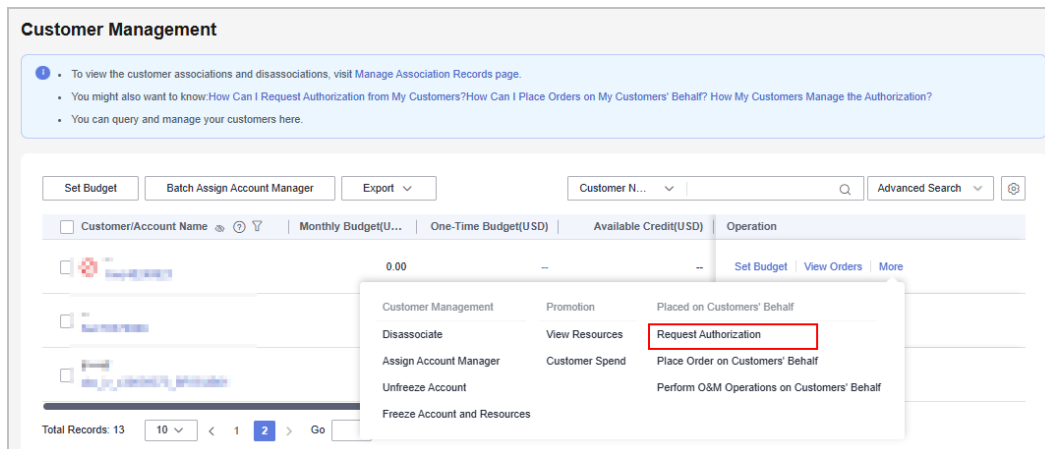 Customer Management
To view the customer associations and disassociations, visit Manage Association Records page.
You might also want to know:How Can I Request Authorization from My Customers?How Can I Place Orders on My Customers' Behalf? How My Customers Manage the Authorization?
You can query and manage your customers here.
Set Budget Batch Assign Account Manager Export Customer N... Advanced Search
Customer/Account Name Monthly Budget(U... One-Time Budget(USD) Available Credit(USD) Operation
0.00 -- -- Set Budget View Orders More
Customer Management Promotion Placed on Customers' Behalf
Disassociate View Resources Request Authorization
Assign Account Manager Customer Spend Place Order on Customers' Behalf
Unfreeze Account Perform O&M Operations on Customers' Behalf
Freeze Account and Resources
Total Records: 13 10 < 1 2 > Go